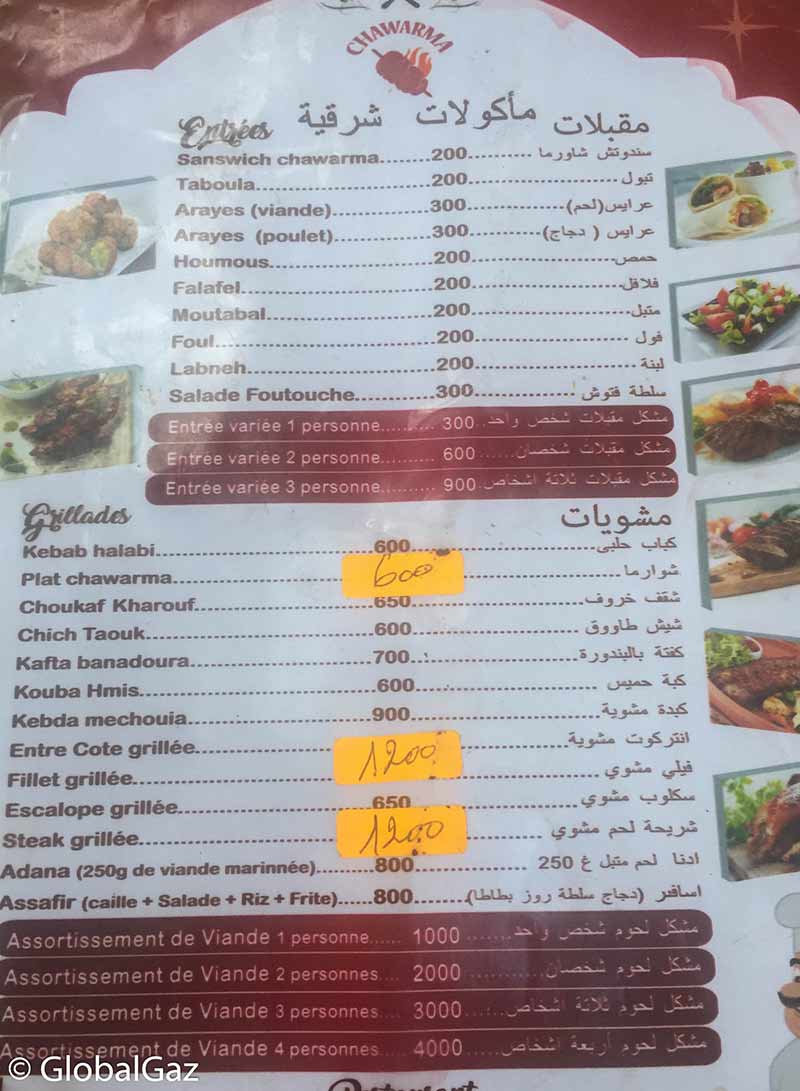 CHAWARMA
Entrées مأكولات شرقية مقبلات
Sanswich chawarma.......200..........سندوتش شاورما
Taboula..........200..........تبول
Arayes (viande)..........300..........عرايس(لحم)
Arayes (poulet)..........300..........عرايس ( دجاج)
Houmous..........200..........حمص
Falafel..........200..........فلافل
Moutabal..........200..........متبل
Foul..........200..........فول
Labneh..........200..........لبنة
Salade Foutouche..........300..........سلطة فتوش
Entrée variée 1 personne.......... 300 ..مشكل مقبلات شخص واحد
Entrée variée 2 personne.......... 600 ......مشكل مقبلات شخصان
Entrée variée 3 personne.......... 900 .مشكل مقبلات ثلاثة اشخاص
Grillades مشويات
Kebab halabi..........600..........كباب حلبي
Plat chawarma..........600..........شوارما
Choukaf Kharouf..........650..........شقف خروف
Chich Taouk..........600..........شيش طاووق
Kafta banadoura..........700..........كفتة بالبندورة
Kouba Hmis..........600..........كبة حميس
Kebda mechouia..........900..........كبدة مشوية
Entre Cote grillée..........1200..........انتركوت مشوية
Fillet grillée....................فيلي مشوي
Escalope grillée..........650..........سكلوب مشوي
Steak grillée..........1200..........شريحة لحم مشوي
Adana (250g de viande marinnée)......800..........ادنا لحم متبل غ 250
Assafir (caille + Salade + Riz + Frite)......800..........اسافير (دجاج سلطة روز بطاطا)
Assortissement de Viande 1 personne...... 1000 .......مشكل لحوم شخص واحد
Assortissement de Viande 2 personnes.... 2000 ..........مشكل لحوم شخصان
Assortissement de Viande 3 personnes.... 3000 ......مشكل لحوم ثلاثة اشخاص
Assortissement de Viande 4 personnes.... 4000 .....مشكل لحوم أربعة اشخاص
© GlobalGaz